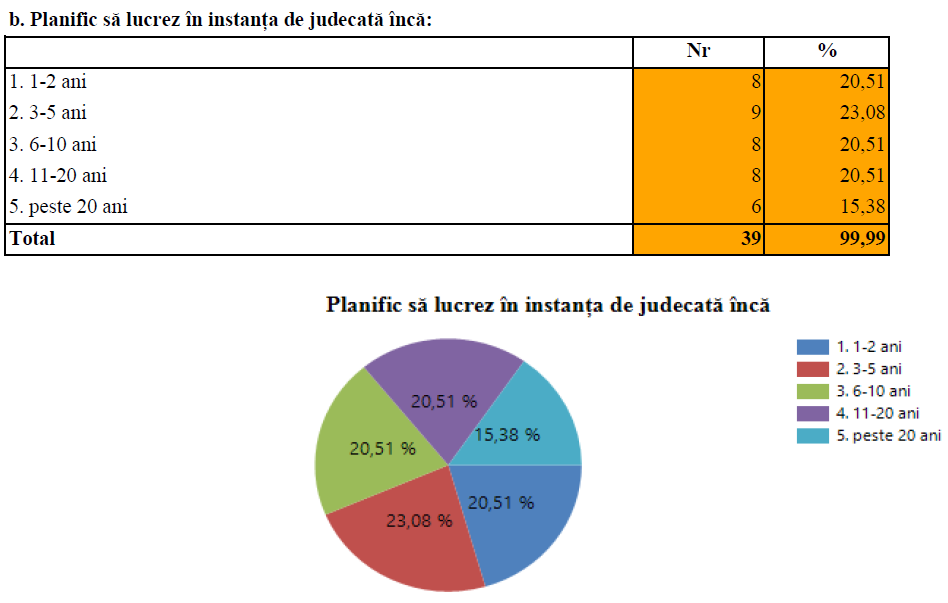 b. Planific să lucrez în instanța de judecată încă:
Nr %
1. 1-2 ani 8 20,51
2. 3-5 ani 9 23,08
3. 6-10 ani 8 20,51
4. 11-20 ani 8 20,51
5. peste 20 ani 6 15,38
Total 39 99,99
Planific să lucrez în instanța de judecată încă
1. 1-2 ani
2. 3-5 ani
3. 6-10 ani
4. 11-20 ani
5. peste 20 ani
20,51 %
15,38 %
20,51 %
20,51 %
23,08 %